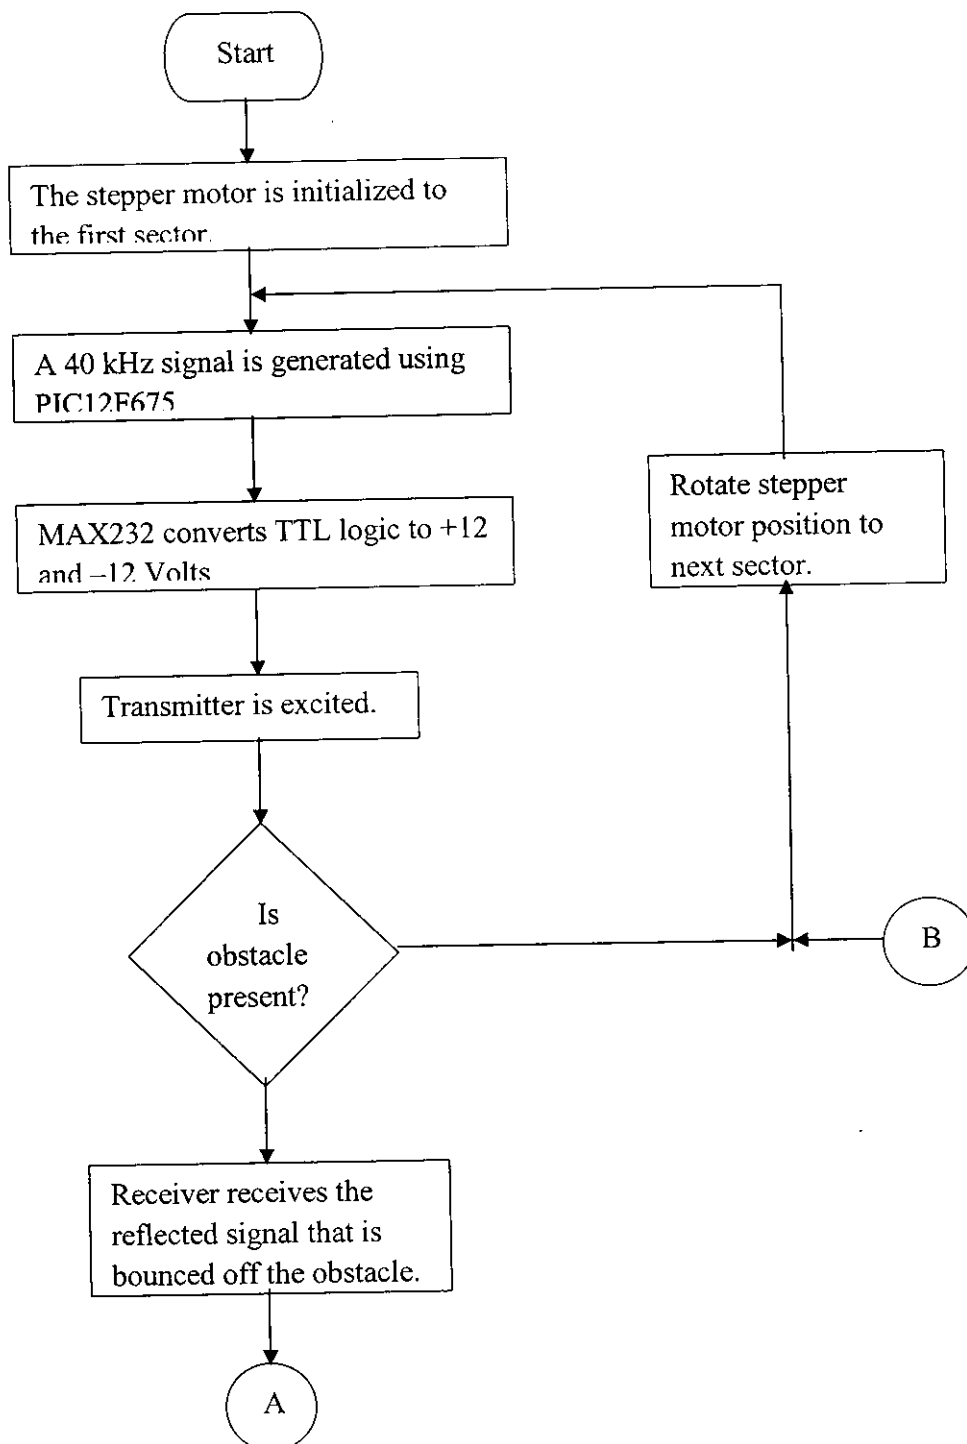 Start
The stepper motor is initialized to
the first sector.
A 40 kHz signal is generated using
PIC12F675
MAX232 converts TTL logic to +12
and –12 Volts
Rotate stepper
motor position to
next sector.
Transmitter is excited.
Is
obstacle
present?
B
Receiver receives the
reflected signal that is
bounced off the obstacle.
A